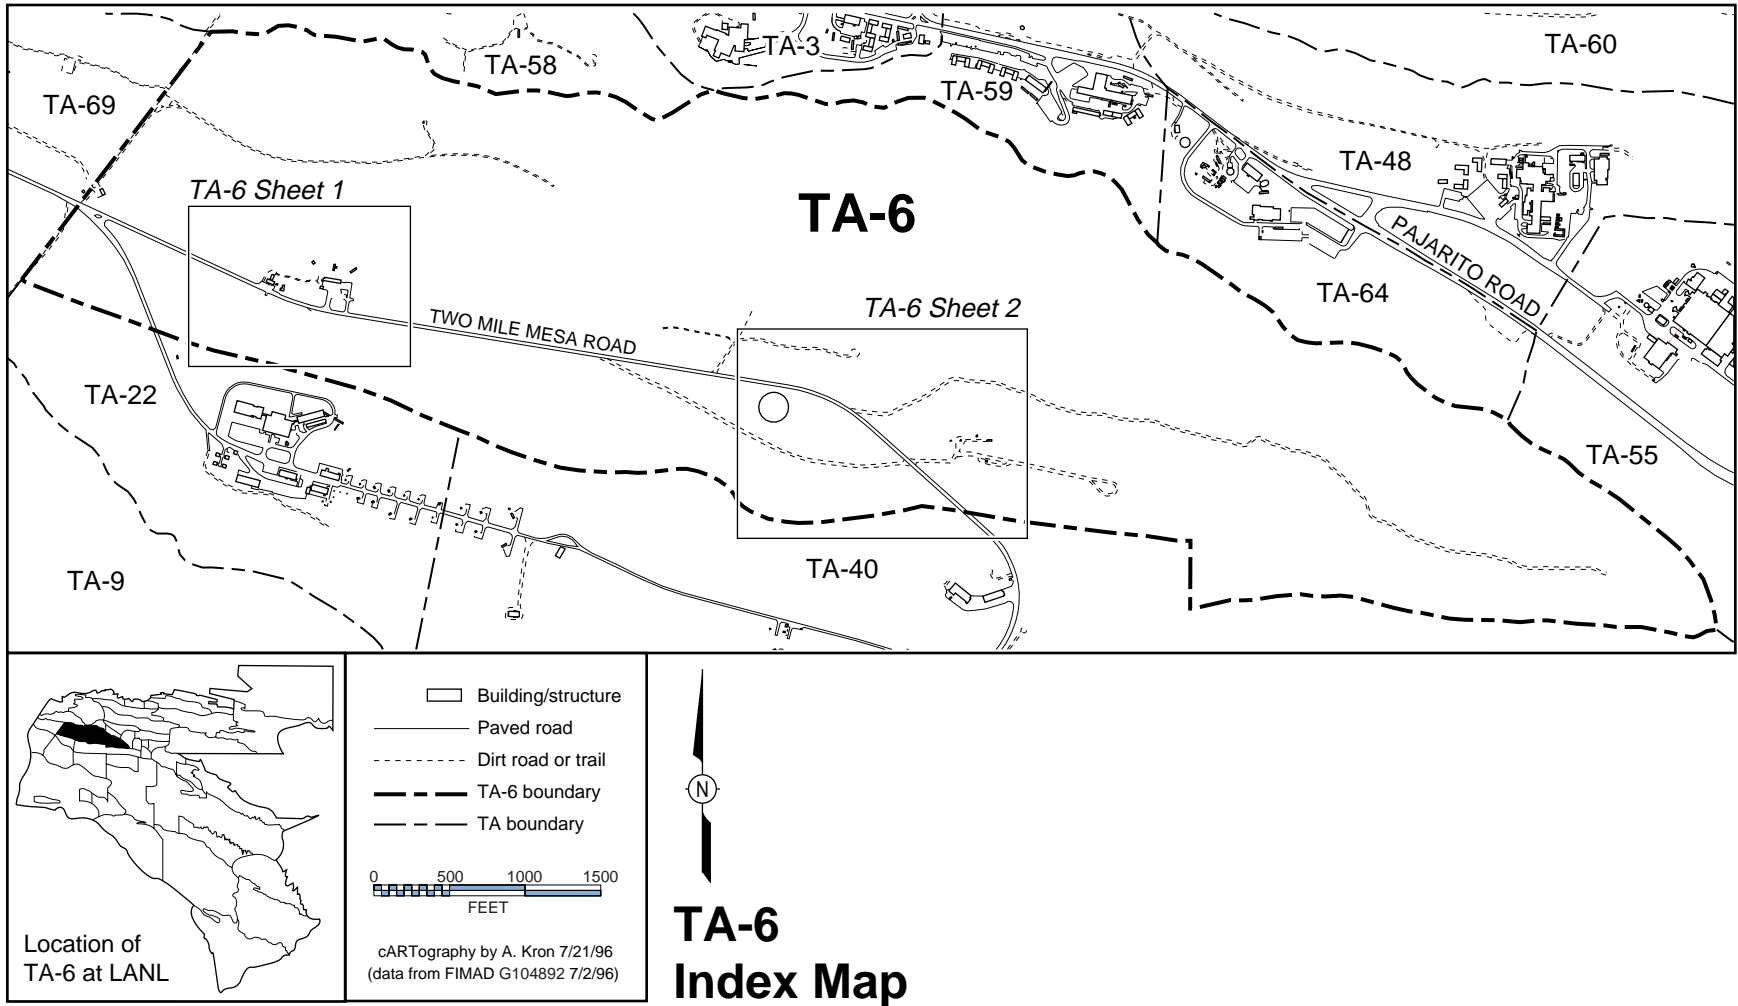 TA-3
TA-60
TA-58
TA-59
TA-69
TA-48
TA-6 Sheet 1
TA-6
PAJARITO ROAD
TA-64
TA-6 Sheet 2
TWO MILE MESA ROAD
TA-22
TA-55
TA-40
TA-9
Building/structure
Paved road
Dirt road or trail
TA-6 boundary
TA boundary
0 500 1000 1500
FEET
cARTography by A. Kron 7/21/96
(data from FIMAD G104892 7/2/96)
Location of
TA-6 at LANL
N
TA-6
Index Map